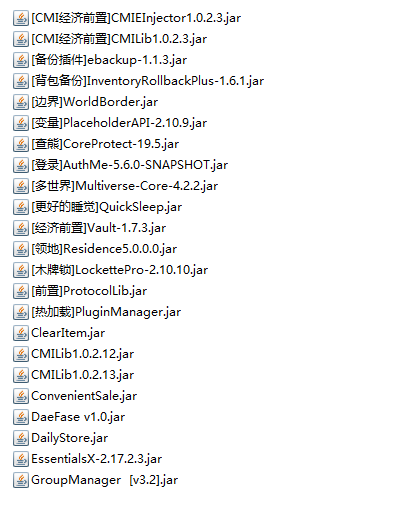 [CMI经济前置]CMIEInjector1.0.2.3.jar
[CMI经济前置]CMILib1.0.2.3.jar
[备份插件]ebackup-1.1.3.jar
[背包备份]InventoryRollbackPlus-1.6.1.jar
[边界]WorldBorder.jar
[变量]PlaceholderAPI-2.10.9.jar
[查能]CoreProtect-19.5.jar
[登录]AuthMe-5.6.0-SNAPSHOT.jar
[多世界]Multiverse-Core-4.2.2.jar
[更好的睡觉]QuickSleep.jar
[经济前置]Vault-1.7.3.jar
[领地]Residence5.0.0.0.jar
[木牌锁]LockettePro-2.10.10.jar
[前置]ProtocolLib.jar
[热加载]PluginManager.jar
ClearItem.jar
CMILib1.0.2.12.jar
CMILib1.0.2.13.jar
ConvenientSale.jar
DaeFase v1.0.jar
DailyStore.jar
EssentialsX-2.17.2.3.jar
GroupManager  [v3.2].jar